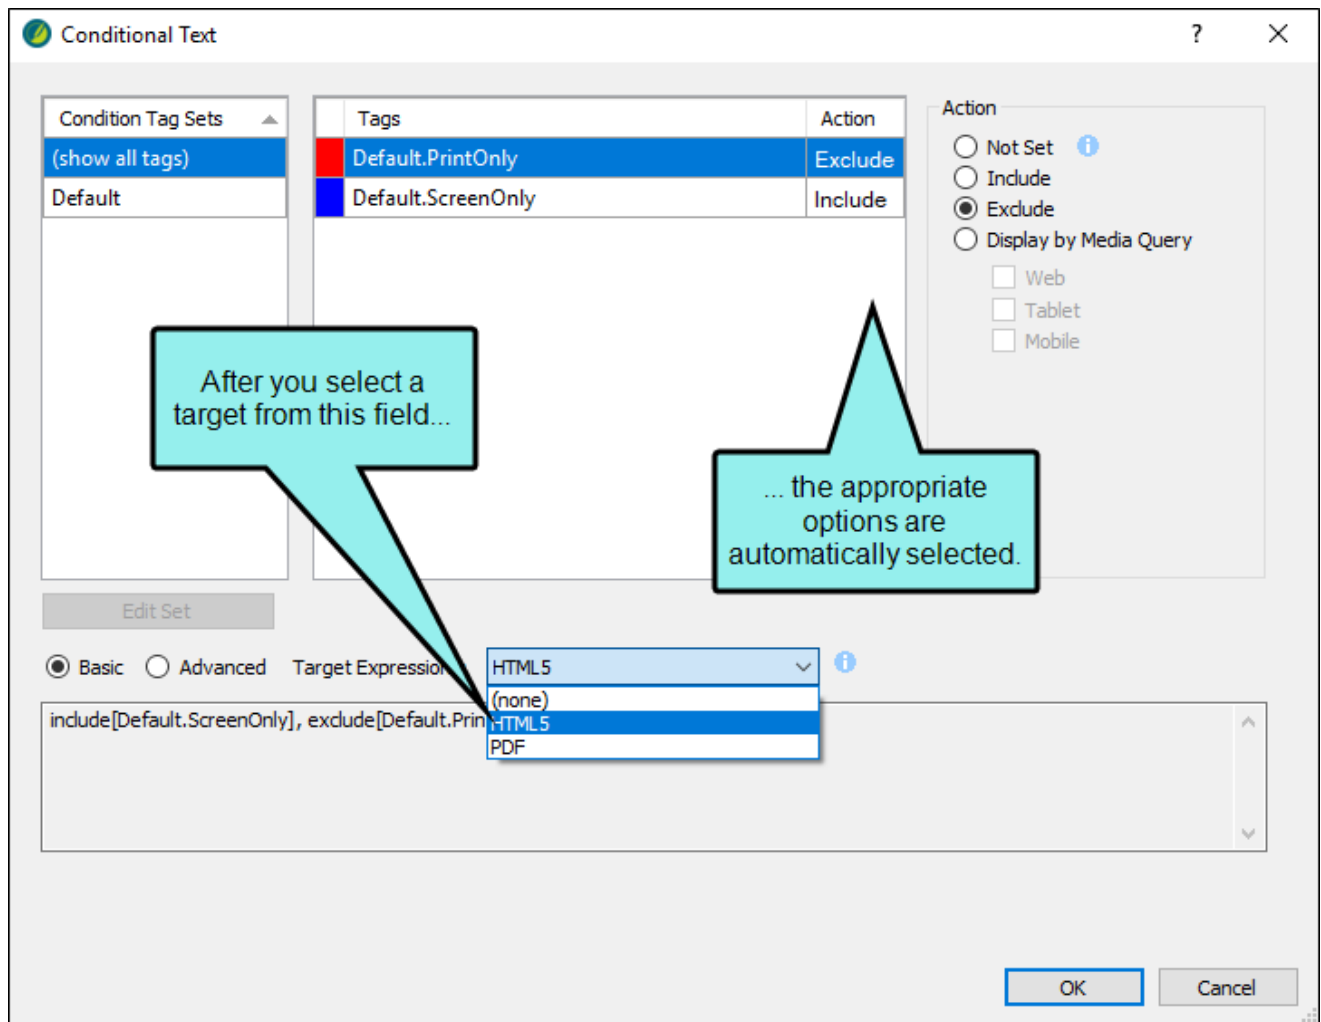 Conditional Text
?
Condition Tag Sets
Tags
Action
Action
(show all tags)
Default.PrintOnly
Exclude
Not Set
Default
Default.ScreenOnly
Include
Include
Exclude
Display by Media Query
Web
Tablet
Mobile
After you select a
target from this field...
... the appropriate
options are
automatically selected.
Edit Set
Basic
Advanced
Target Expression
HTML5
(none)
HTML5
PDF
include[Default.ScreenOnly], exclude[Default.Prin
OK
Cancel